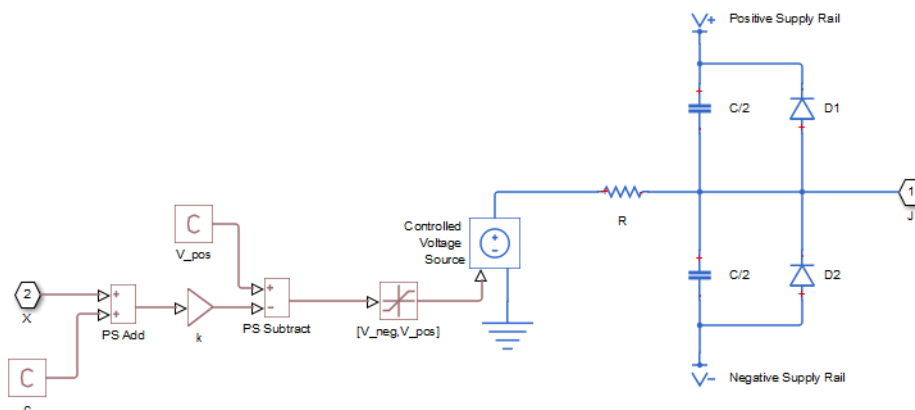 V+
Positive Supply Rail
C/2
D1
1
J
R
Controlled
Voltage
Source
C
V_pos
2
X
PS Add
k
PS Subtract
[V_neg,V_pos]
C/2
D2
C
V-
Negative Supply Rail